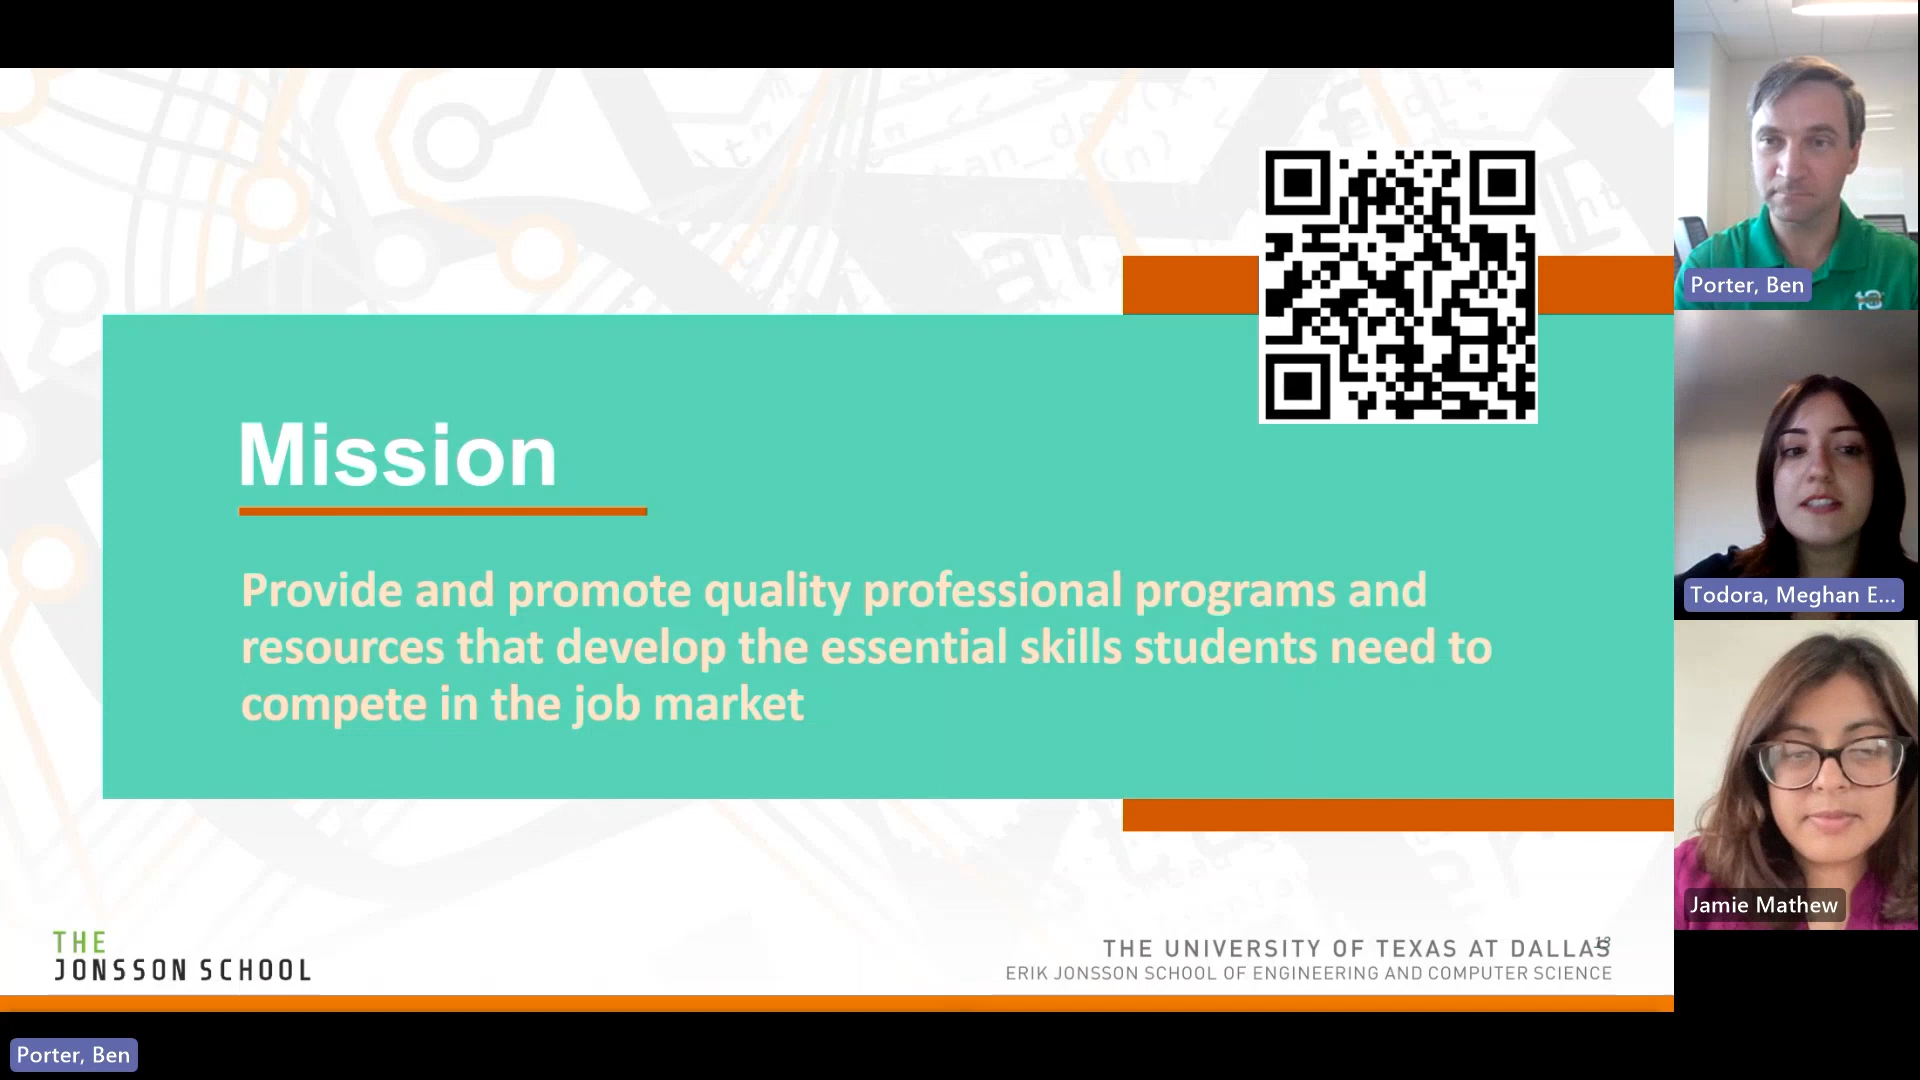 Mission
Provide and promote quality professional programs and
resources that develop the essential skills students need to
compete in the job market
THE
JONSSON SCHOOL
THE UNIVERSITY OF TEXAS AT DALLAS
13
ERIK JONSSON SCHOOL OF ENGINEERING AND COMPUTER SCIENCE
Porter, Ben
Porter, Ben
Todora, Meghan E...
Jamie Mathew